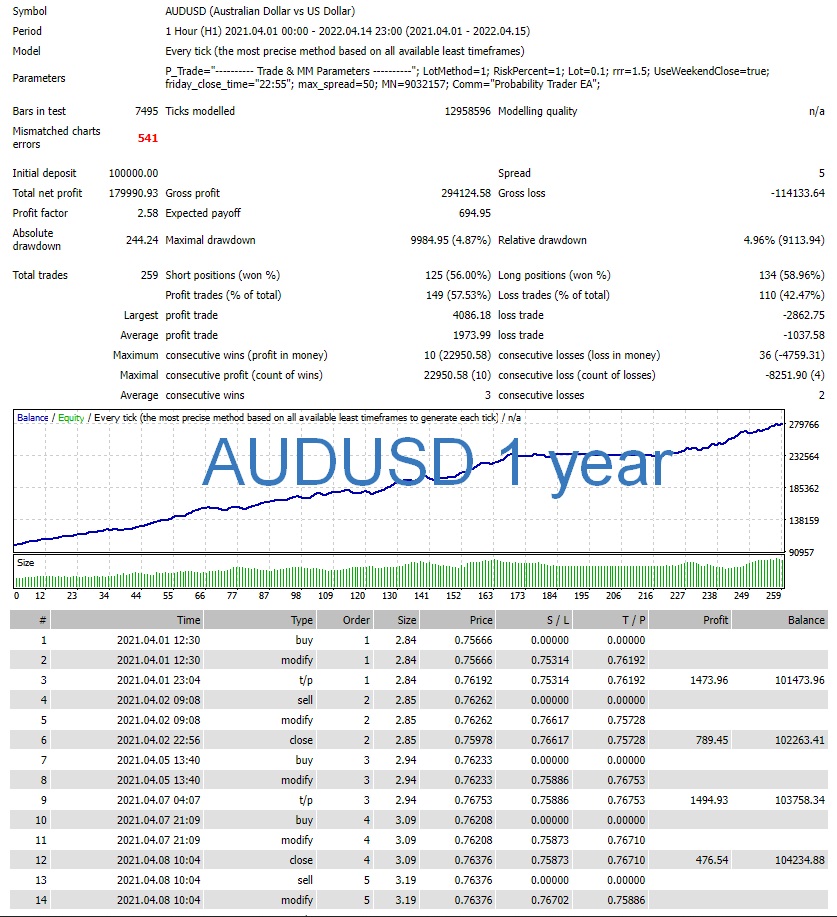 Symbol AUDUSD (Australian Dollar vs US Dollar)
Period 1 Hour (H1) 2021.04.01 00:00 - 2022.04.14 23:00 (2021.04.01 - 2022.04.15)
Model Every tick (the most precise method based on all available least timeframes)
Parameters P_Trade="---------- Trade & MM Parameters ----------"; LotMethod=1; RiskPercent=1; Lot=0.1; rrr=1.5; UseWeekendClose=true;
friday_close_time="22:55"; max_spread=50; MN=9032157; Comm="Probability Trader EA";
Bars in test 7495 Ticks modelled 12958596 Modelling quality n/a
Mismatched charts
errors 541
Initial deposit 100000.00 Spread 5
Total net profit 179990.93 Gross profit 294124.58 Gross loss -114133.64
Profit factor 2.58 Expected payoff 694.95
Absolute
drawdown 244.24 Maximal drawdown 9984.95 (4.87%) Relative drawdown 4.96% (9113.94)
Total trades 259 Short positions (won %) 125 (56.00%) Long positions (won %) 134 (58.96%)
Profit trades (% of total) 149 (57.53%) Loss trades (% of total) 110 (42.47%)
Largest profit trade 4086.18 loss trade -2862.75
Average profit trade 1973.99 loss trade -1037.58
Maximum consecutive wins (profit in money) 10 (22950.58) consecutive losses (loss in money) 36 (-4759.31)
Maximal consecutive profit (count of wins) 22950.58 (10) consecutive loss (count of losses) -8251.90 (4)
Average consecutive wins 3 consecutive losses 2
Balance / Equity / Every tick (the most precise method based on all available least timeframes to generate each tick) / n/a
279766
232564
185362
138159
90957
AUDUSD 1 year
Size
0 12 23 34 44 55 66 77 87 98 109 120 130 141 152 163 173 184 195 206 216 227 238 249 259
# Time Type Order Size Price S / L T / P Profit Balance
1 2021.04.01 12:30 buy 1 2.84 0.75666 0.00000 0.00000
2 2021.04.01 12:30 modify 1 2.84 0.75666 0.75314 0.76192
3 2021.04.01 23:04 t/p 1 2.84 0.76192 0.75314 0.76192 1473.96 101473.96
4 2021.04.02 09:08 sell 2 2.85 0.76262 0.00000 0.00000
5 2021.04.02 09:08 modify 2 2.85 0.76262 0.76617 0.75728
6 2021.04.02 22:56 close 2 2.85 0.75978 0.76617 0.75728 789.45 102263.41
7 2021.04.05 13:40 buy 3 2.94 0.76233 0.00000 0.00000
8 2021.04.05 13:40 modify 3 2.94 0.76233 0.75886 0.76753
9 2021.04.07 04:07 t/p 3 2.94 0.76753 0.75886 0.76753 1494.93 103758.34
10 2021.04.07 21:09 buy 4 3.09 0.76208 0.00000 0.00000
11 2021.04.07 21:09 modify 4 3.09 0.76208 0.75873 0.76710
12 2021.04.08 10:04 close 4 3.09 0.76376 0.75873 0.76710 476.54 104234.88
13 2021.04.08 10:04 sell 5 3.19 0.76376 0.00000 0.00000
14 2021.04.08 10:04 modify 5 3.19 0.76376 0.76702 0.75886